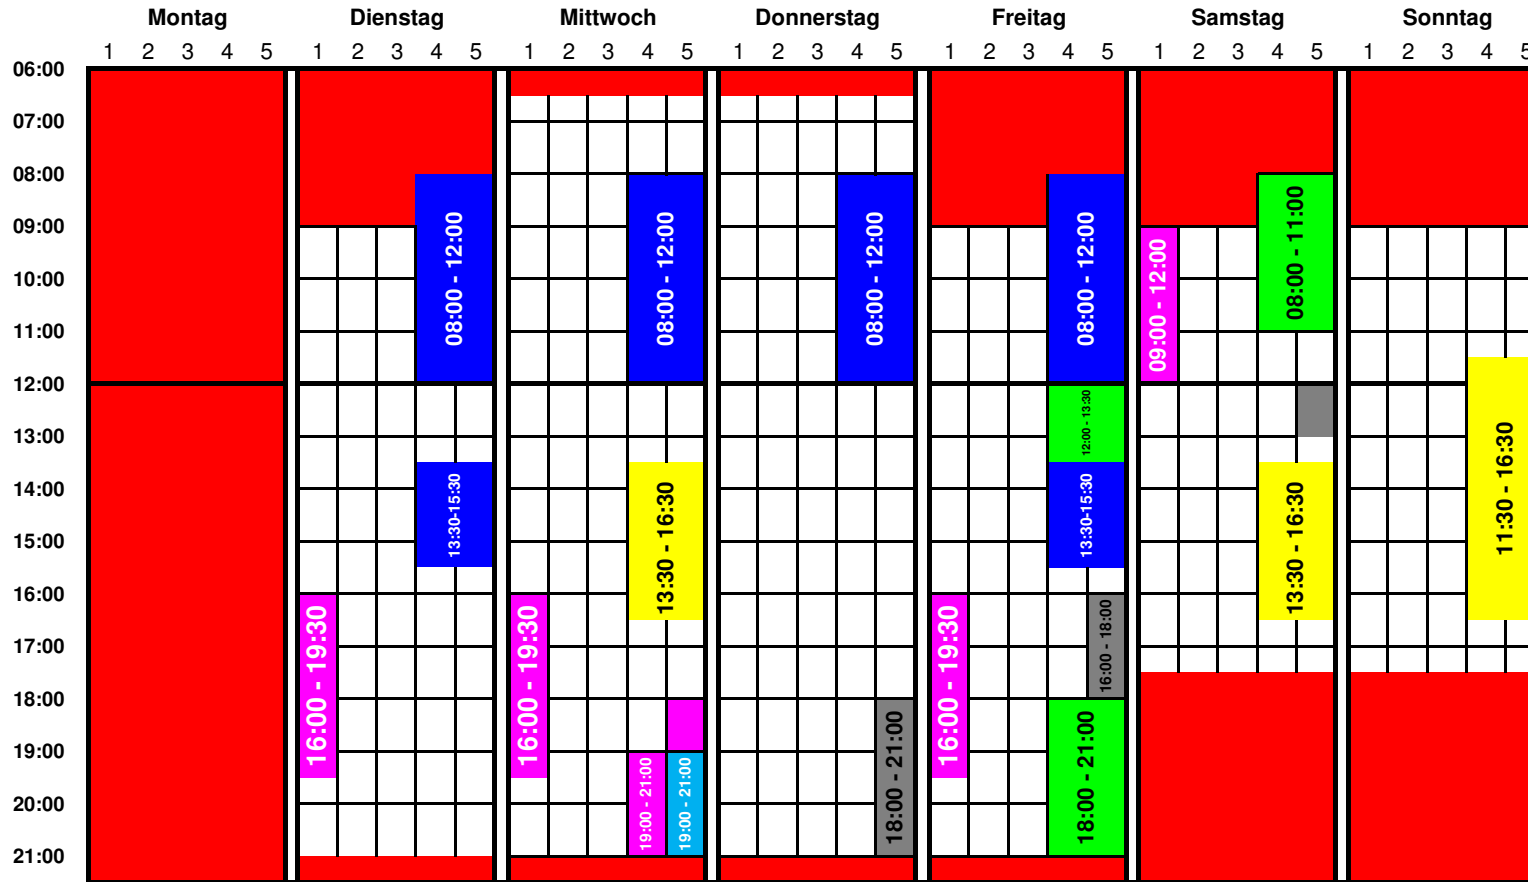 Montag Dienstag Mittwoch Donnerstag Freitag Samstag Sonntag
1 2 3 4 5 1 2 3 4 5 1 2 3 4 5 1 2 3 4 5 1 2 3 4 5 1 2 3 4 5 1 2 3 4 5
06:00
07:00
08:00
09:00
10:00
11:00
12:00
13:00
14:00
15:00
16:00
17:00
18:00
19:00
20:00
21:00
08:00 - 12:00
13:30-15:30
16:00 - 19:30
08:00 - 12:00
13:30 - 16:30
16:00 - 19:30
19:00 - 21:00
19:00 - 21:00
08:00 - 12:00
18:00 - 21:00
08:00 - 12:00
12:00 - 13:30
13:30-15:30
16:00 - 19:30
16:00 - 18:00
18:00 - 21:00
09:00 - 12:00
08:00 - 11:00
13:30 - 16:30
11:30 - 16:30